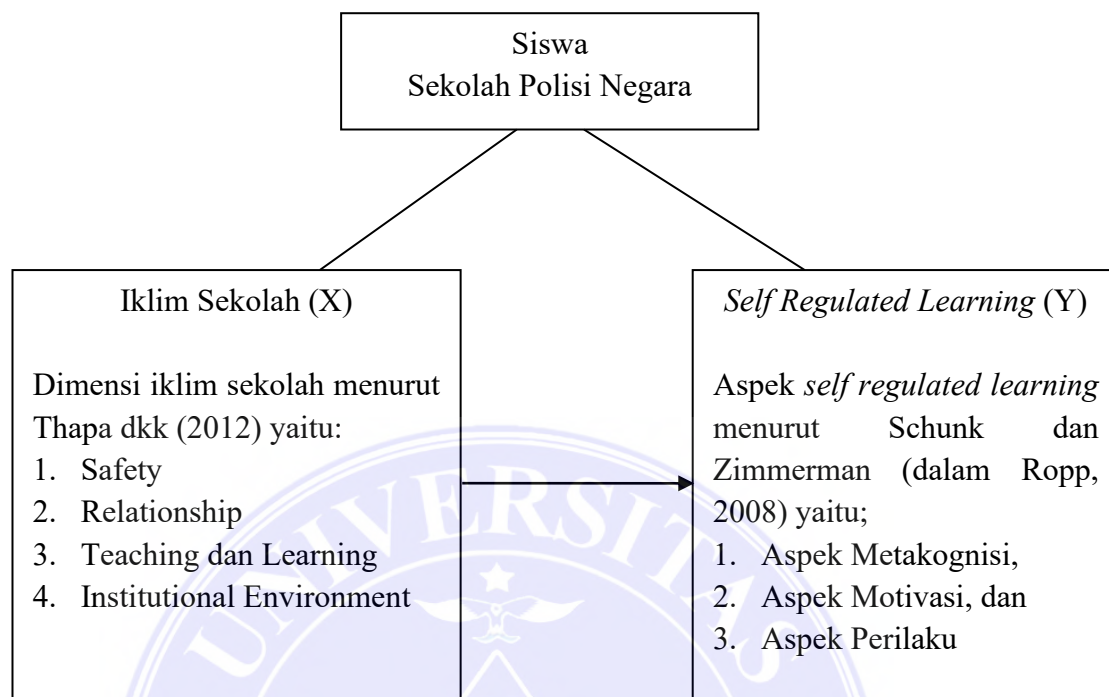 Siswa
Sekolah Polisi Negara
Iklim Sekolah (X)
Dimensi iklim sekolah menurut
Thapa dkk (2012) yaitu:
1. Safety
2. Relationship
3. Teaching dan Learning
4. Institutional Environment
Self Regulated Learning (Y)
Aspek self regulated learning
menurut Schunk dan
Zimmerman (dalam Ropp,
2008) yaitu;
1. Aspek Metakognisi,
2. Aspek Motivasi, dan
3. Aspek Perilaku
UNIVERSITAS